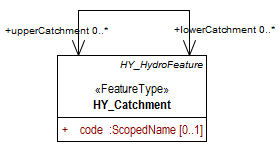 +upperCatchment 0..* +lowerCatchment 0..*
HY_HydroFeature
«FeatureType»
HY_Catchment
+ code :ScopedName [0..1]